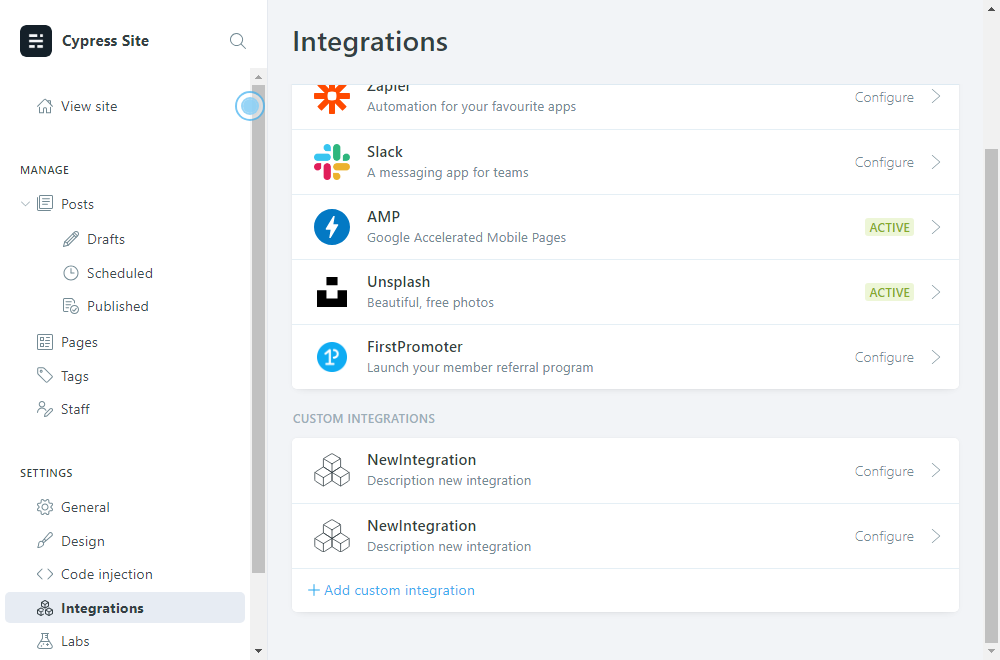 Cypress Site
View site
MANAGE
Posts
Drafts
Scheduled
Published
Pages
Tags
Staff
SETTINGS
General
Design
Code injection
Integrations
Labs
Integrations
Zapier
Automation for your favourite apps
Configure
Slack
A messaging app for teams
Configure
AMP
Google Accelerated Mobile Pages
ACTIVE
Unsplash
Beautiful, free photos
ACTIVE
FirstPromoter
Launch your member referral program
Configure
CUSTOM INTEGRATIONS
NewIntegration
Description new integration
Configure
NewIntegration
Description new integration
Configure
+ Add custom integration